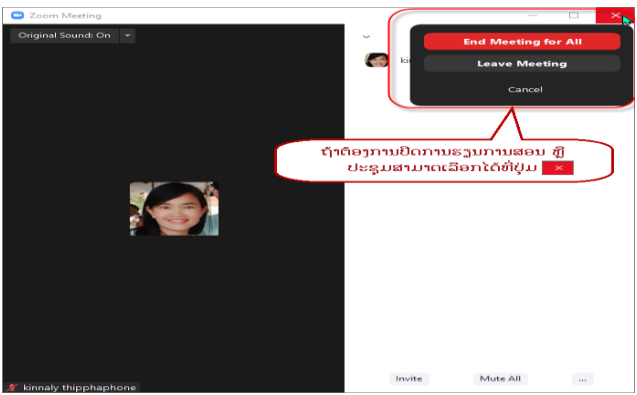 Zoom Meeting
Original Sound: On
End Meeting for All
Leave Meeting
Cancel
ຖ້າຕ້ອງການປິດການຮຽນການສອນ ຫຼື
ປະຊຸມສາມາດເລືອກໄດ້ທີ່ປຸ່ມ
Invite
Mute All
...
kinnaly thipphaphone